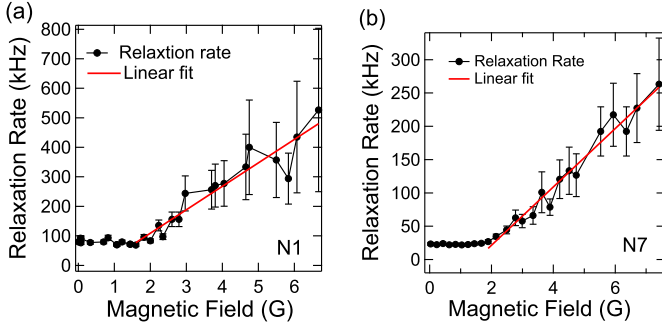 (a)
800
700
600
500
400
300
200
100
0
Relaxation Rate (kHz)
Relaxtion rate
Linear fit
N1
0 1 2 3 4 5 6
Magnetic Field (G)
(b)
300
250
200
150
100
50
0
Relaxation Rate (kHz)
Relaxation Rate
Linear fit
N7
0 2 4 6
Magnetic Field (G)